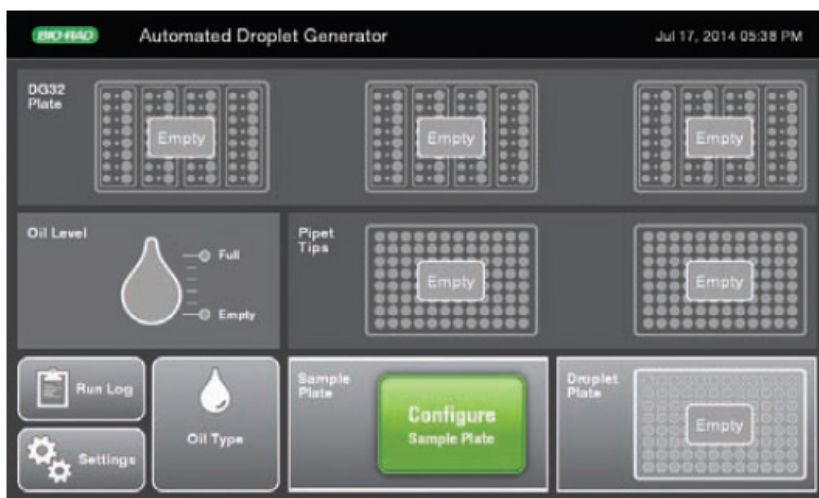 BIO-RAD Automated Droplet Generator Jul 17, 2014 05:38 PM
DG32
Plate
Empty Empty Empty
Oil Level
Full
Empty
Pipet
Tips
Empty Empty
Run Log
Settings
Oil Type
Sample
Plate
Configure
Sample Plate
Droplet
Plate
Empty